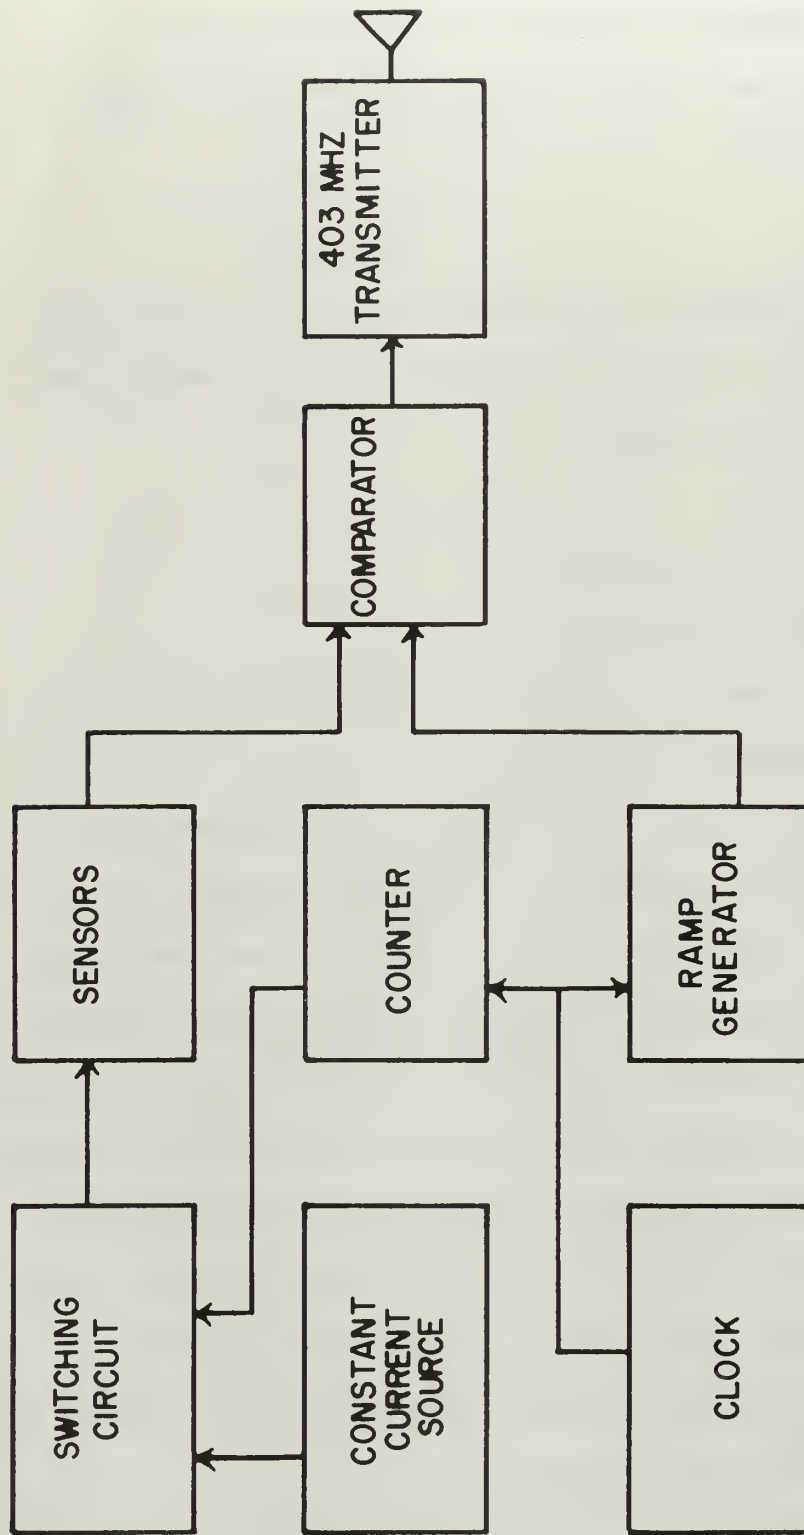 SWITCHING
CIRCUIT
SENSORS
CONSTANT
CURRENT
SOURCE
COUNTER
COMPARATOR
403 MHZ
TRANSMITTER
CLOCK
RAMP
GENERATOR